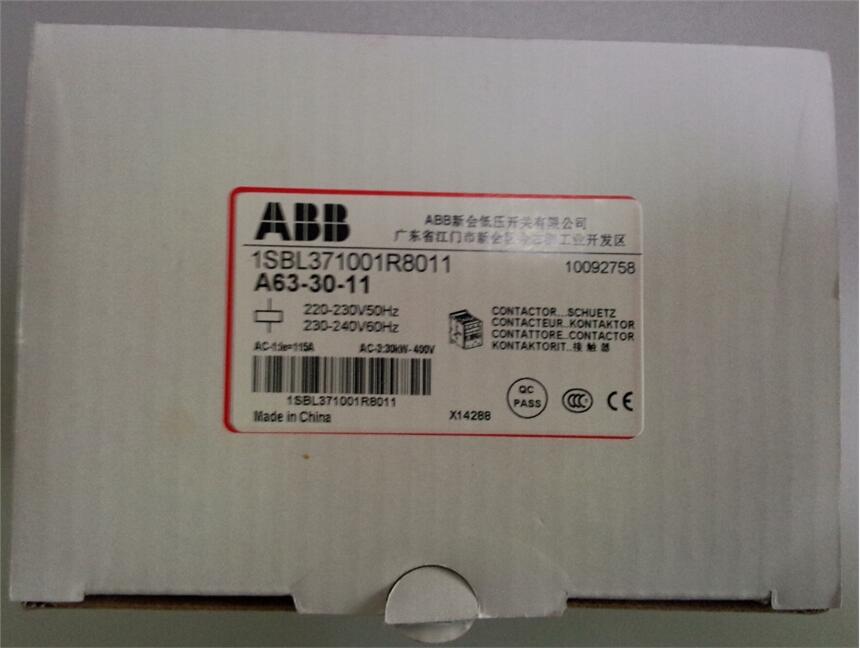 ABB
ABB新会低压开关有限公司
广东省江门市新会区 工业开发区
1SBL371001R8011
10092758
A63-30-11
220-230V50Hz
230-240V60Hz
CONTACTOR...SCHUETZ
CONTACTEUR..KONTAKTOR
CONTATTORE..CONTACTOR
KONTAKTORIT..接触器
AC-1:Ie=115A
AC-3:30kW-400V
1SBL371001R8011
QC
PASS
CCC
CE
Made in China
X14288